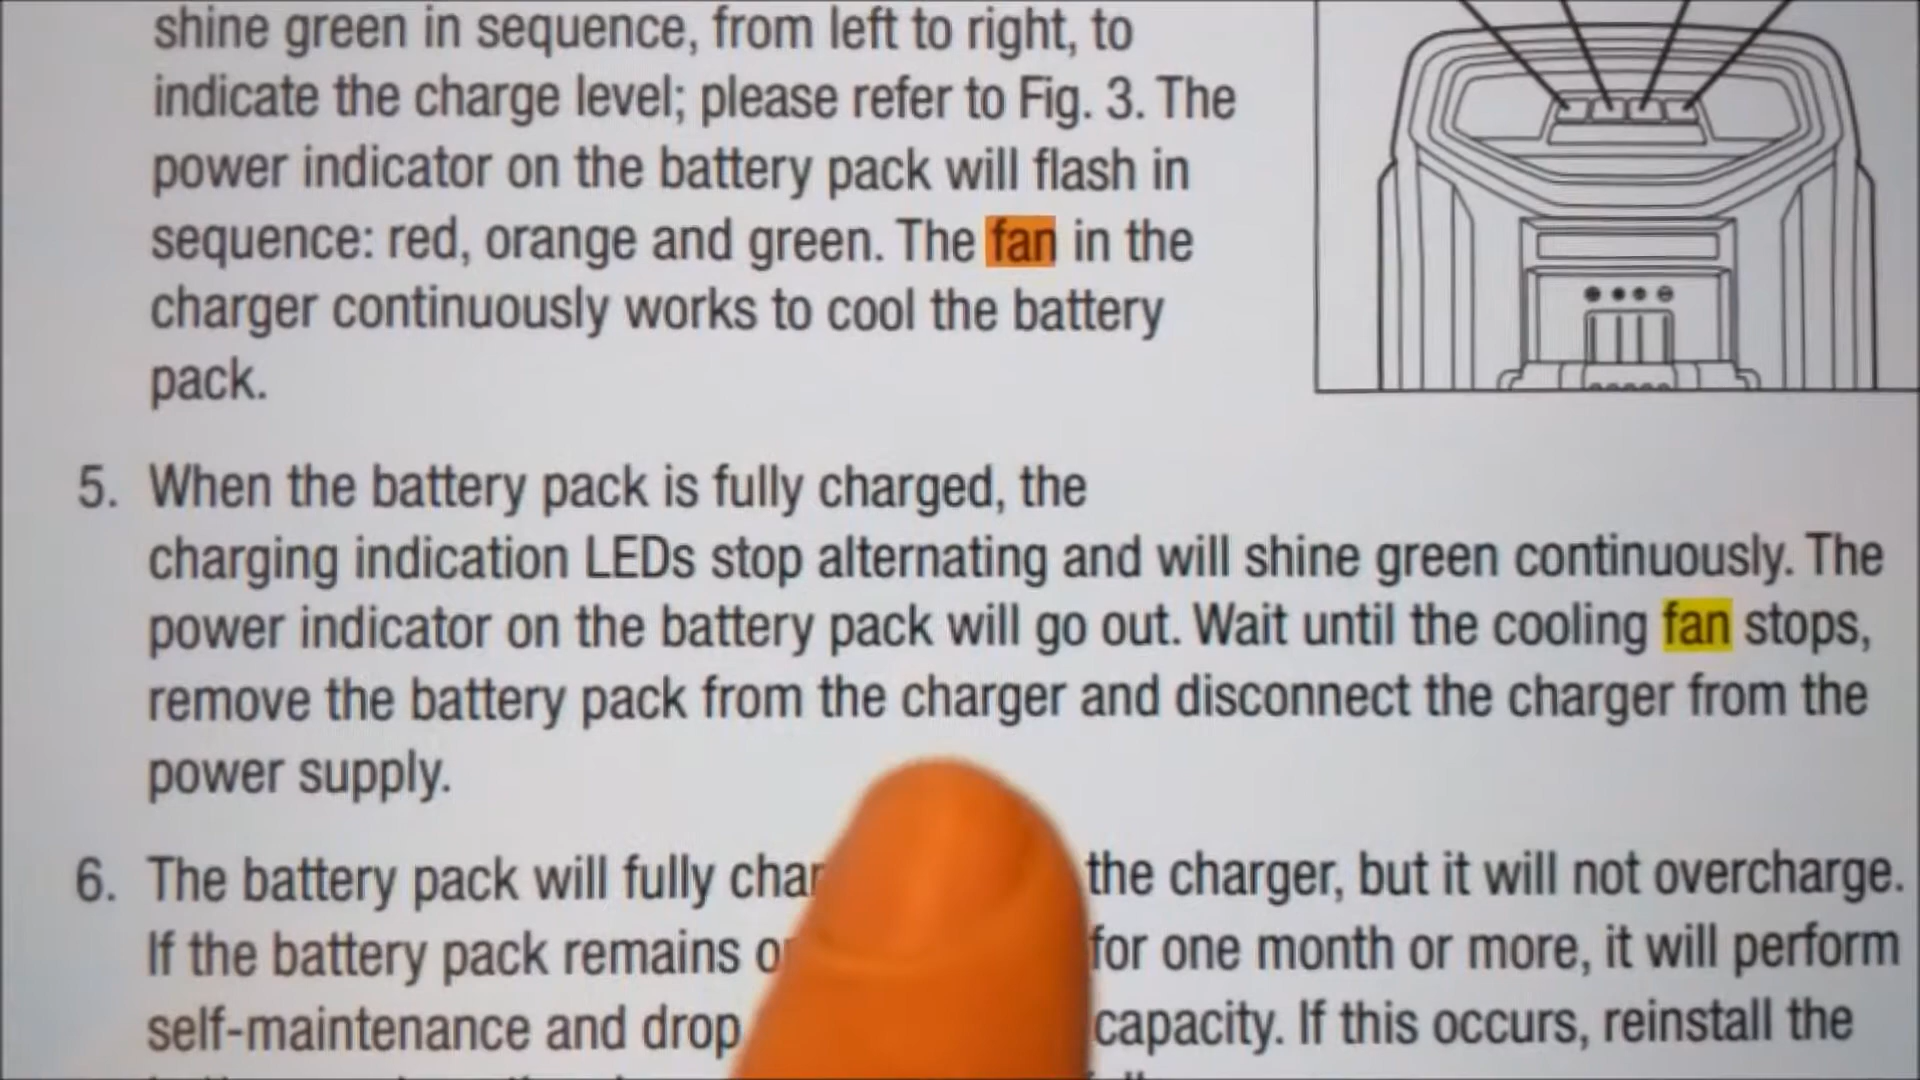 shine green in sequence, from left to right, to
indicate the charge level; please refer to Fig. 3. The
power indicator on the battery pack will flash in
sequence: red, orange and green. The fan in the
charger continuously works to cool the battery
pack.
5. When the battery pack is fully charged, the
charging indication LEDs stop alternating and will shine green continuously. The
power indicator on the battery pack will go out. Wait until the cooling fan stops,
remove the battery pack from the charger and disconnect the charger from the
power supply.
6. The battery pack will fully the charger, but it will not overcharge.
If the battery pack remains for one month or more, it will perform
self-maintenance and drop capacity. If this occurs, reinstall the